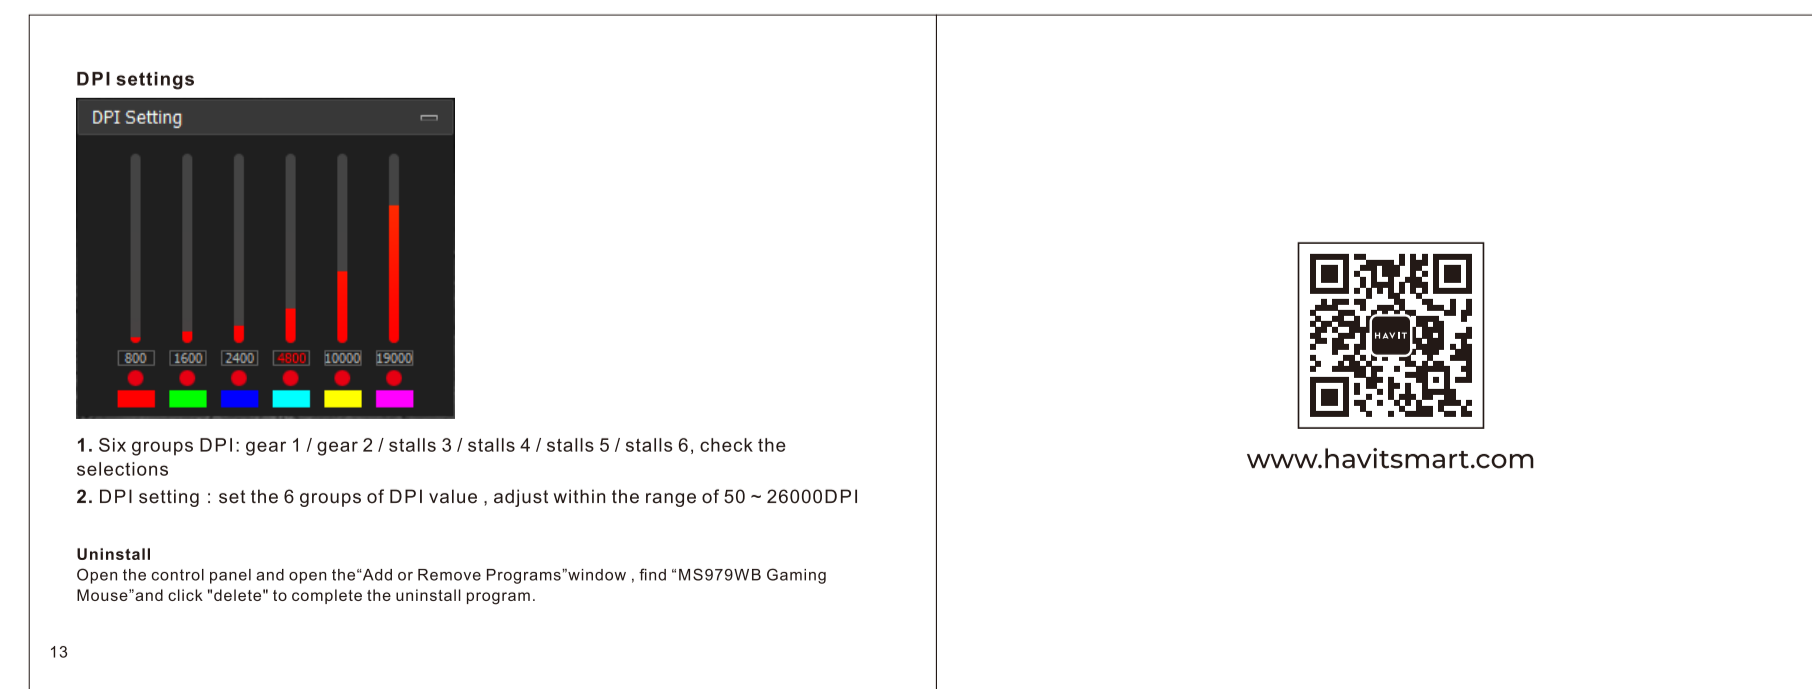 DPI settings
DPI Setting
800 1600 2400 4800 10000 19000
1. Six groups DPI: gear 1 / gear 2 / stalls 3 / stalls 4 / stalls 5 / stalls 6, check the
selections
2. DPI setting : set the 6 groups of DPI value , adjust within the range of 50 ~ 26000DPI
Uninstall
Open the control panel and open the“Add or Remove Programs”window , find “MS979WB Gaming
Mouse”and click "delete" to complete the uninstall program.
13
HAVIT
www.havitsmart.com